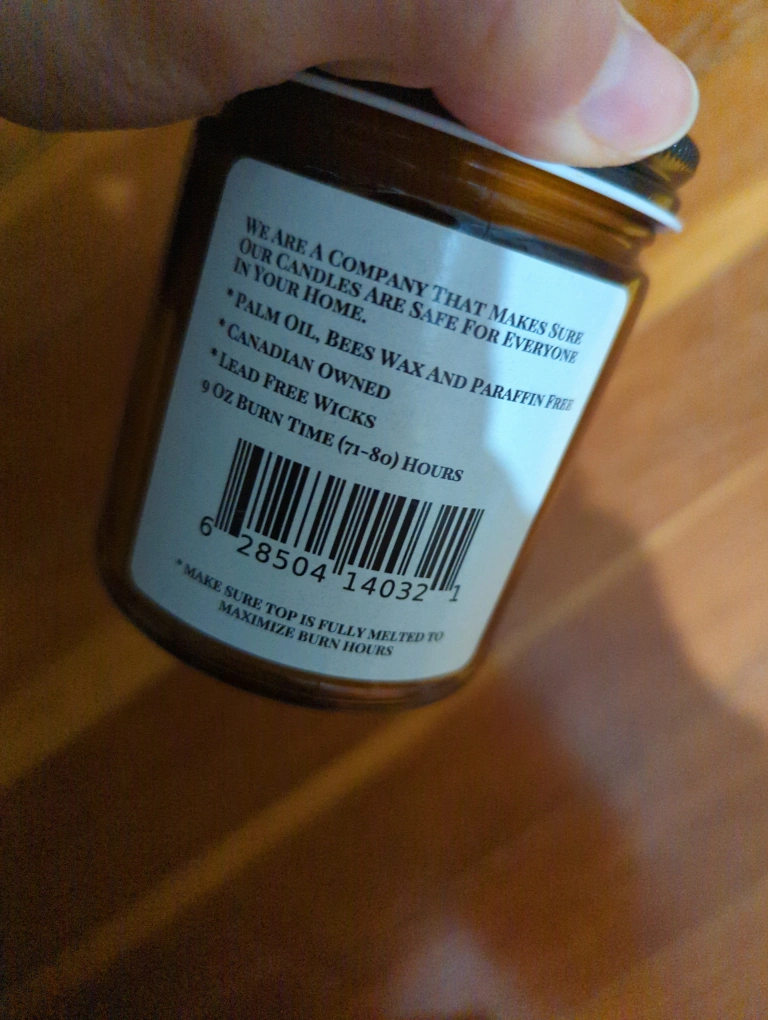 We Are A Company That Makes Sure
Our Candles Are Safe For Everyone
In Your Home.
* Palm Oil, Bees Wax And Paraffin Free
* Canadian Owned
* Lead Free Wicks
9 Oz Burn Time (71-80) Hours
6 28504 14032 1
* Make sure top is fully melted to
maximize burn hours